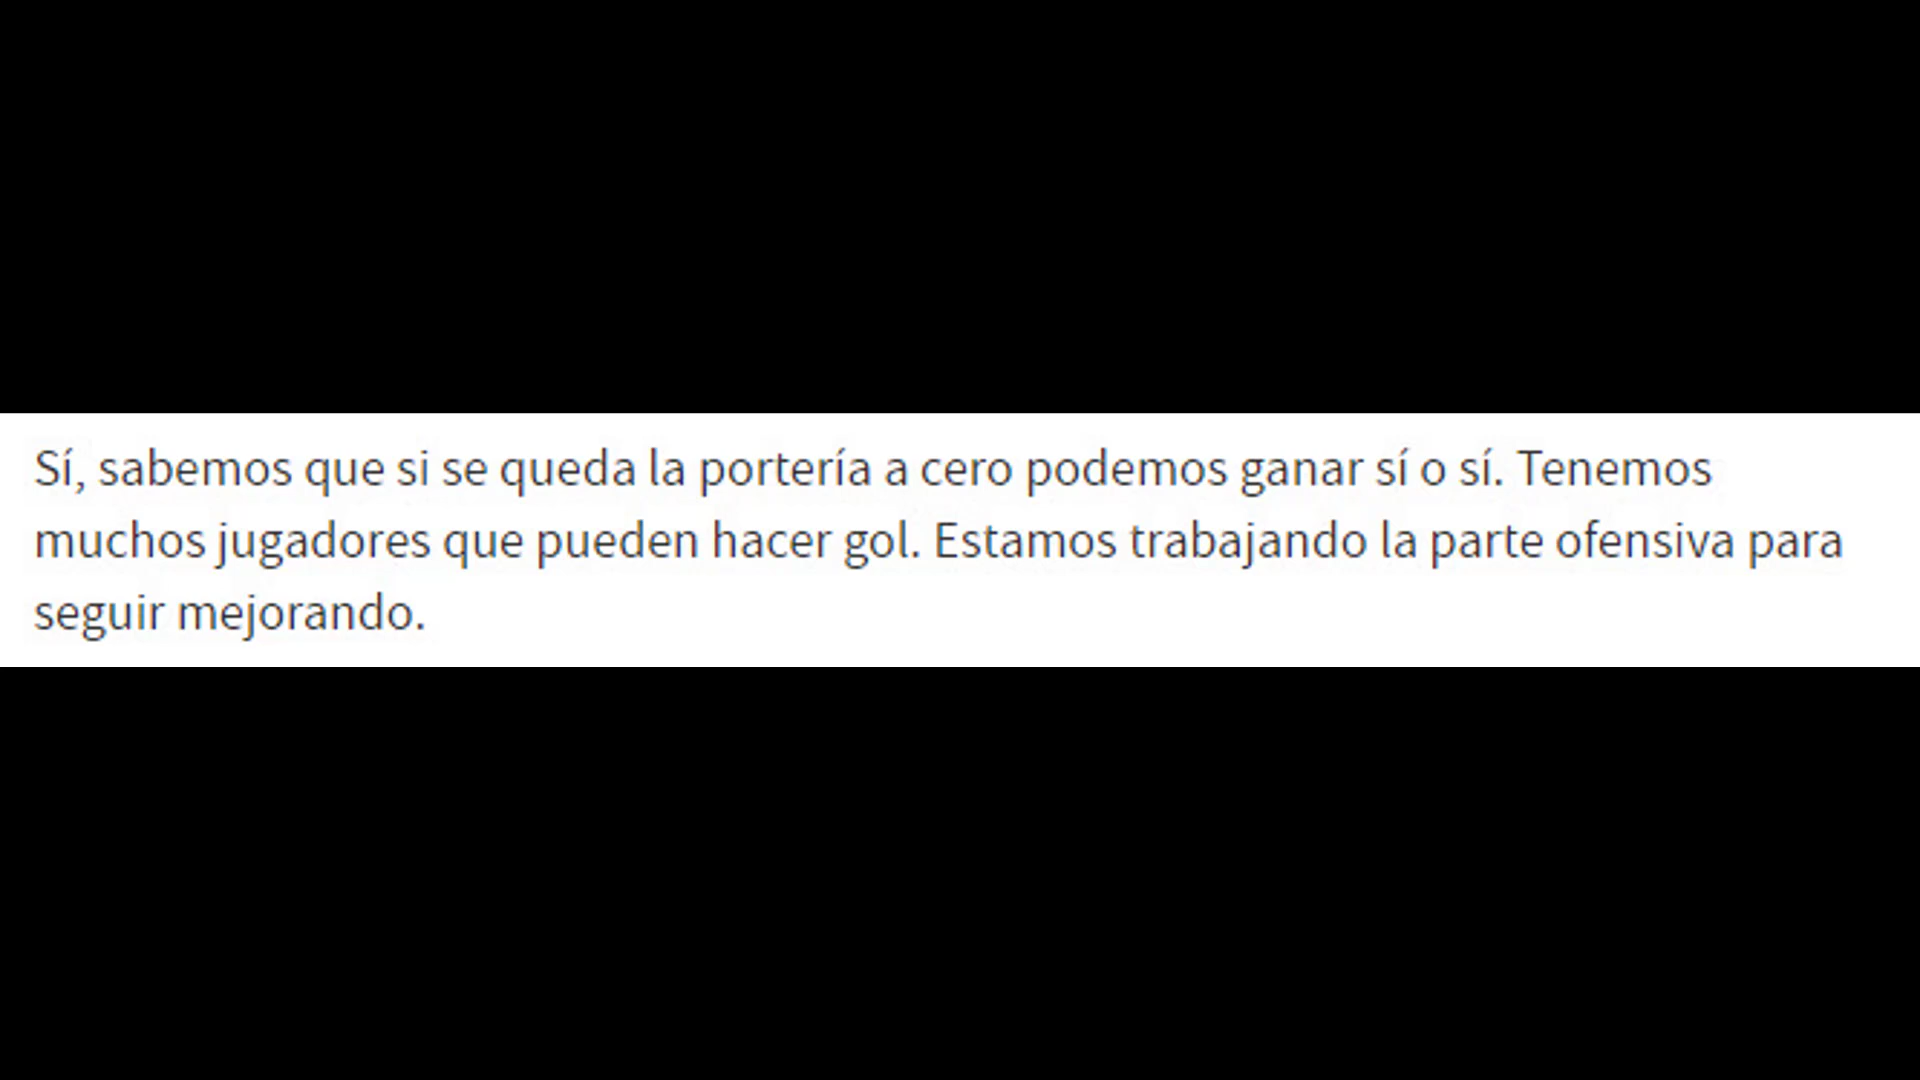 Sí, sabemos que si se queda la portería a cero podemos ganar sí o sí. Tenemos
muchos jugadores que pueden hacer gol. Estamos trabajando la parte ofensiva para
seguir mejorando.